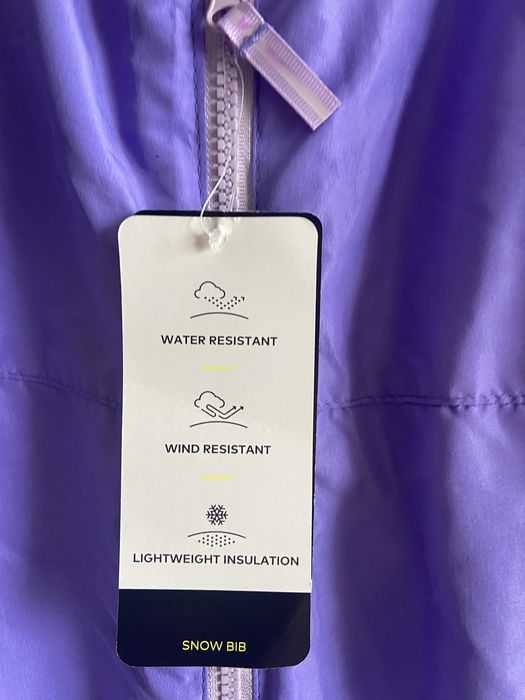 WATER RESISTANT
WIND RESISTANT
LIGHTWEIGHT INSULATION
SNOW BIB